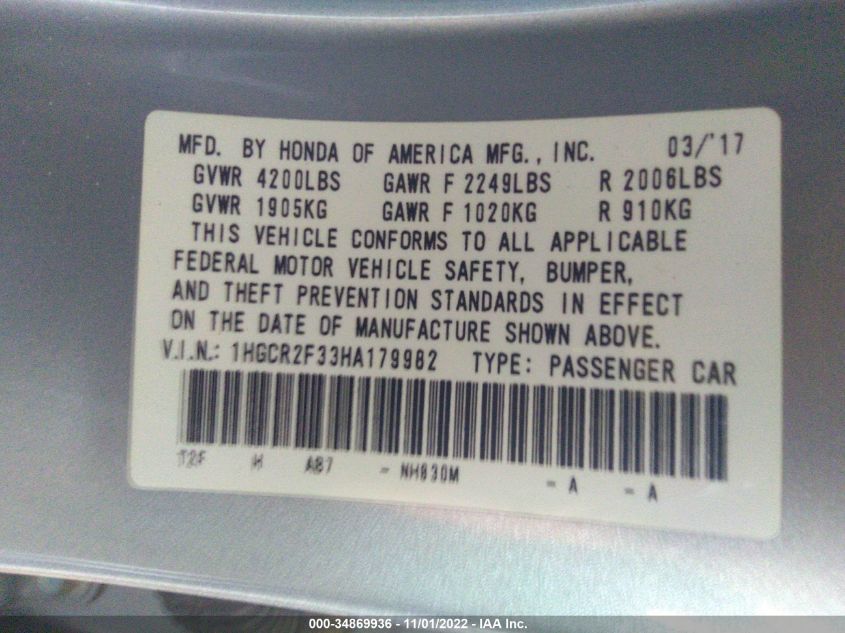 MFD. BY HONDA OF AMERICA MFG., INC. 03/'17
GVWR 4200LBS GAWR F 2249LBS R 2006LBS
GVWR 1905KG GAWR F 1020KG R 910KG
THIS VEHICLE CONFORMS TO ALL APPLICABLE
FEDERAL MOTOR VEHICLE SAFETY, BUMPER,
AND THEFT PREVENTION STANDARDS IN EFFECT
ON THE DATE OF MANUFACTURE SHOWN ABOVE.
V.I.N.: 1HGCR2F33HA179982 TYPE: PASSENGER CAR
T2F H AB7 - NH830M - A - A
000-34869936 - 11/01/2022 - IAA Inc.